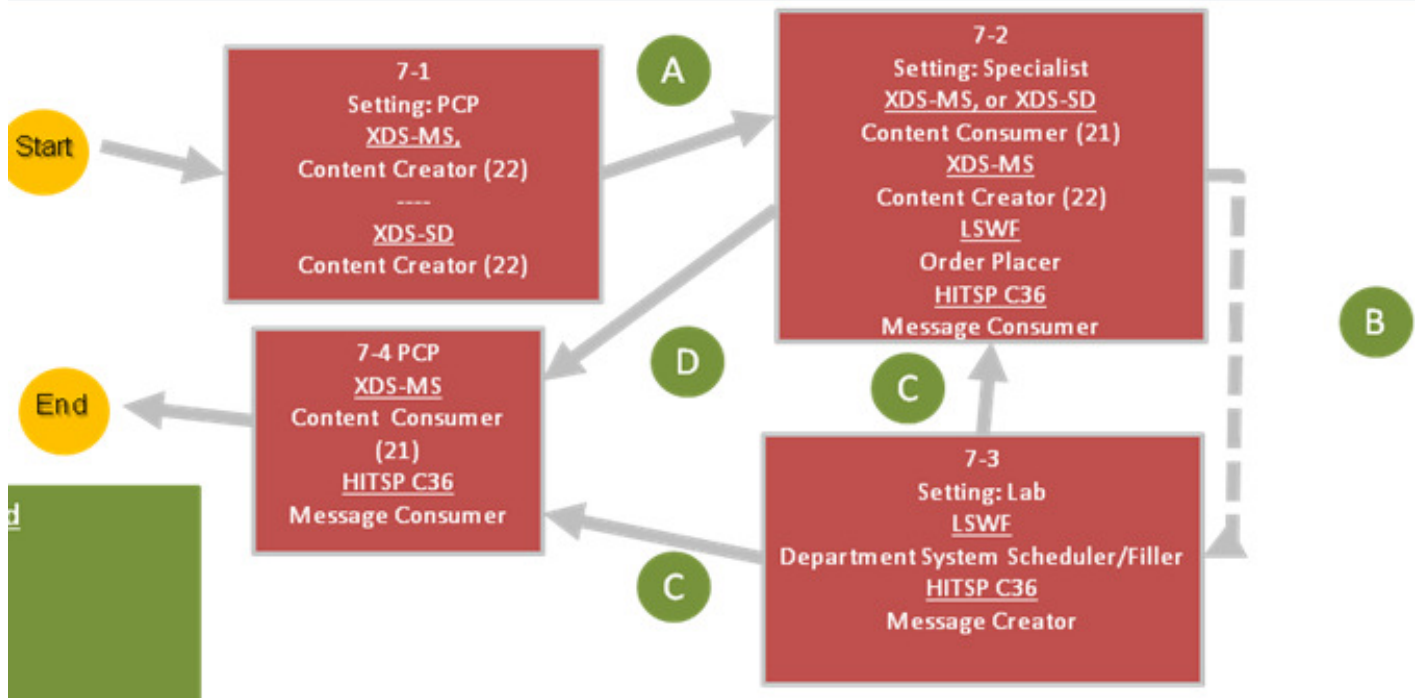 Start
7-1
Setting: PCP
XDS-MS,
Content Creator (22)
----
XDS-SD
Content Creator (22)
A
7-2
Setting: Specialist
XDS-MS, or XDS-SD
Content Consumer (21)
XDS-MS
Content Creator (22)
LSWF
Order Placer
HITSP C36
Message Consumer
B
D
C
End
7-4 PCP
XDS-MS
Content Consumer
(21)
HITSP C36
Message Consumer
C
7-3
Setting: Lab
LSWF
Department System Scheduler/Filler
HITSP C36
Message Creator
d